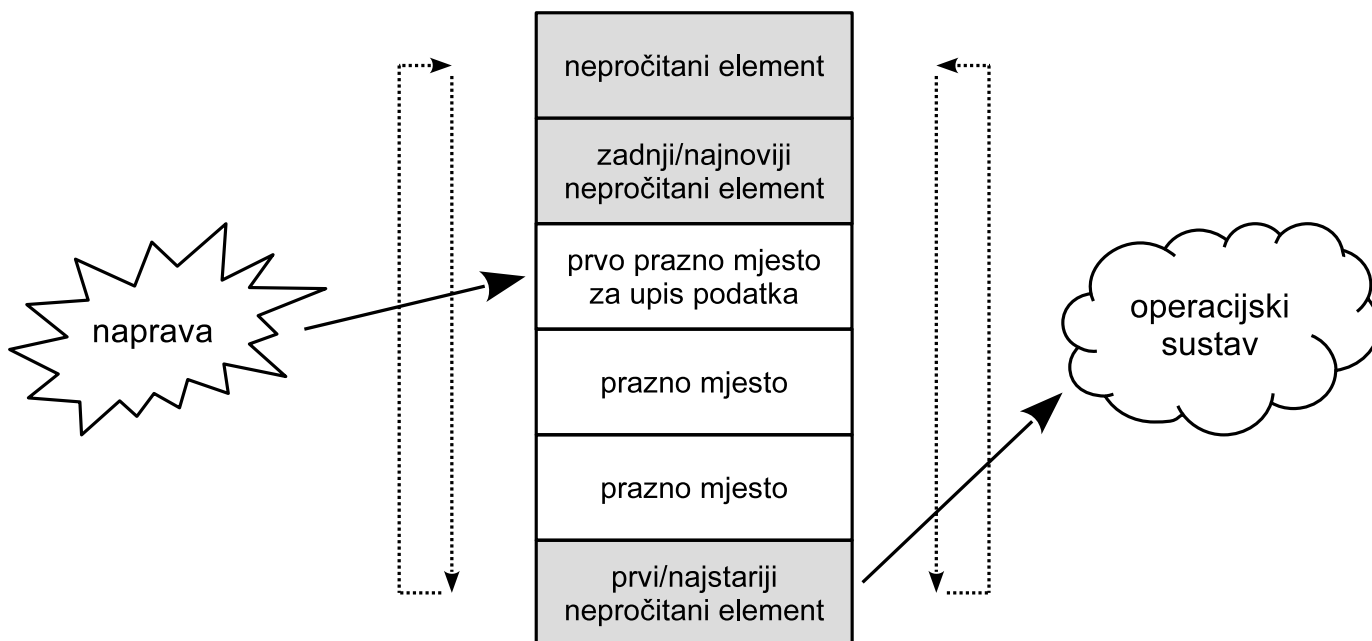 nepročitani element
zadnji/najnoviji
nepročitani element
prvo prazno mjesto
za upis podatka
naprava
operacijski
sustav
prazno mjesto
prazno mjesto
prvi/najstariji
nepročitani element